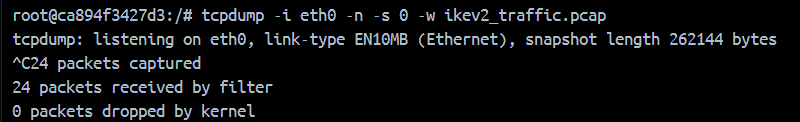 root@ca894f3427d3:/# tcpdump -i eth0 -n -s 0 -w ikev2_traffic.pcap
tcpdump: listening on eth0, link-type EN10MB (Ethernet), snapshot length 262144 bytes
^C24 packets captured
24 packets received by filter
0 packets dropped by kernel